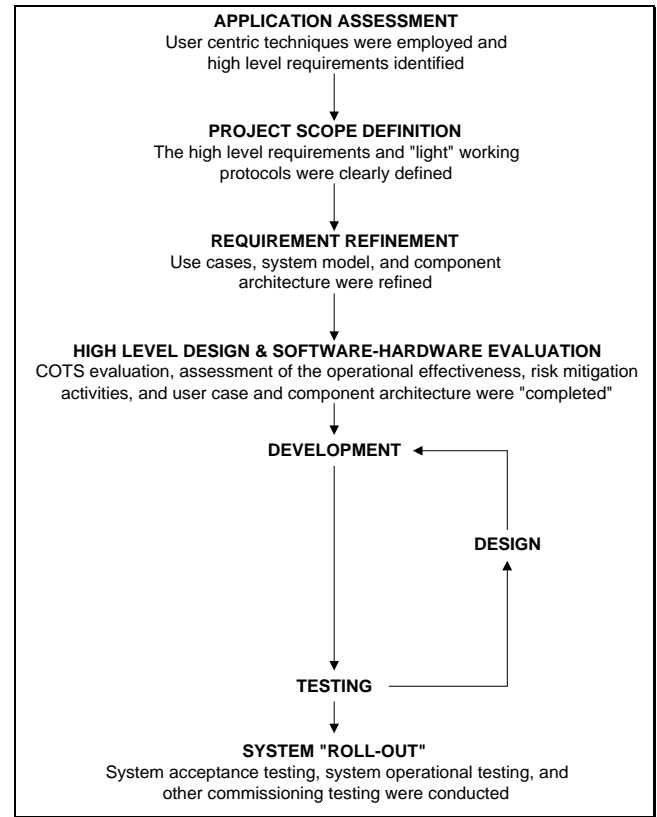 APPLICATION ASSESSMENT
User centric techniques were employed and
high level requirements identified
PROJECT SCOPE DEFINITION
The high level requirements and "light" working
protocols were clearly defined
REQUIREMENT REFINEMENT
Use cases, system model, and component
architecture were refined
HIGH LEVEL DESIGN & SOFTWARE-HARDWARE EVALUATION
COTS evaluation, assessment of the operational effectiveness, risk mitigation
activities, and user case and component architecture were "completed"
DEVELOPMENT
DESIGN
TESTING
SYSTEM "ROLL-OUT"
System acceptance testing, system operational testing, and
other commissioning testing were conducted